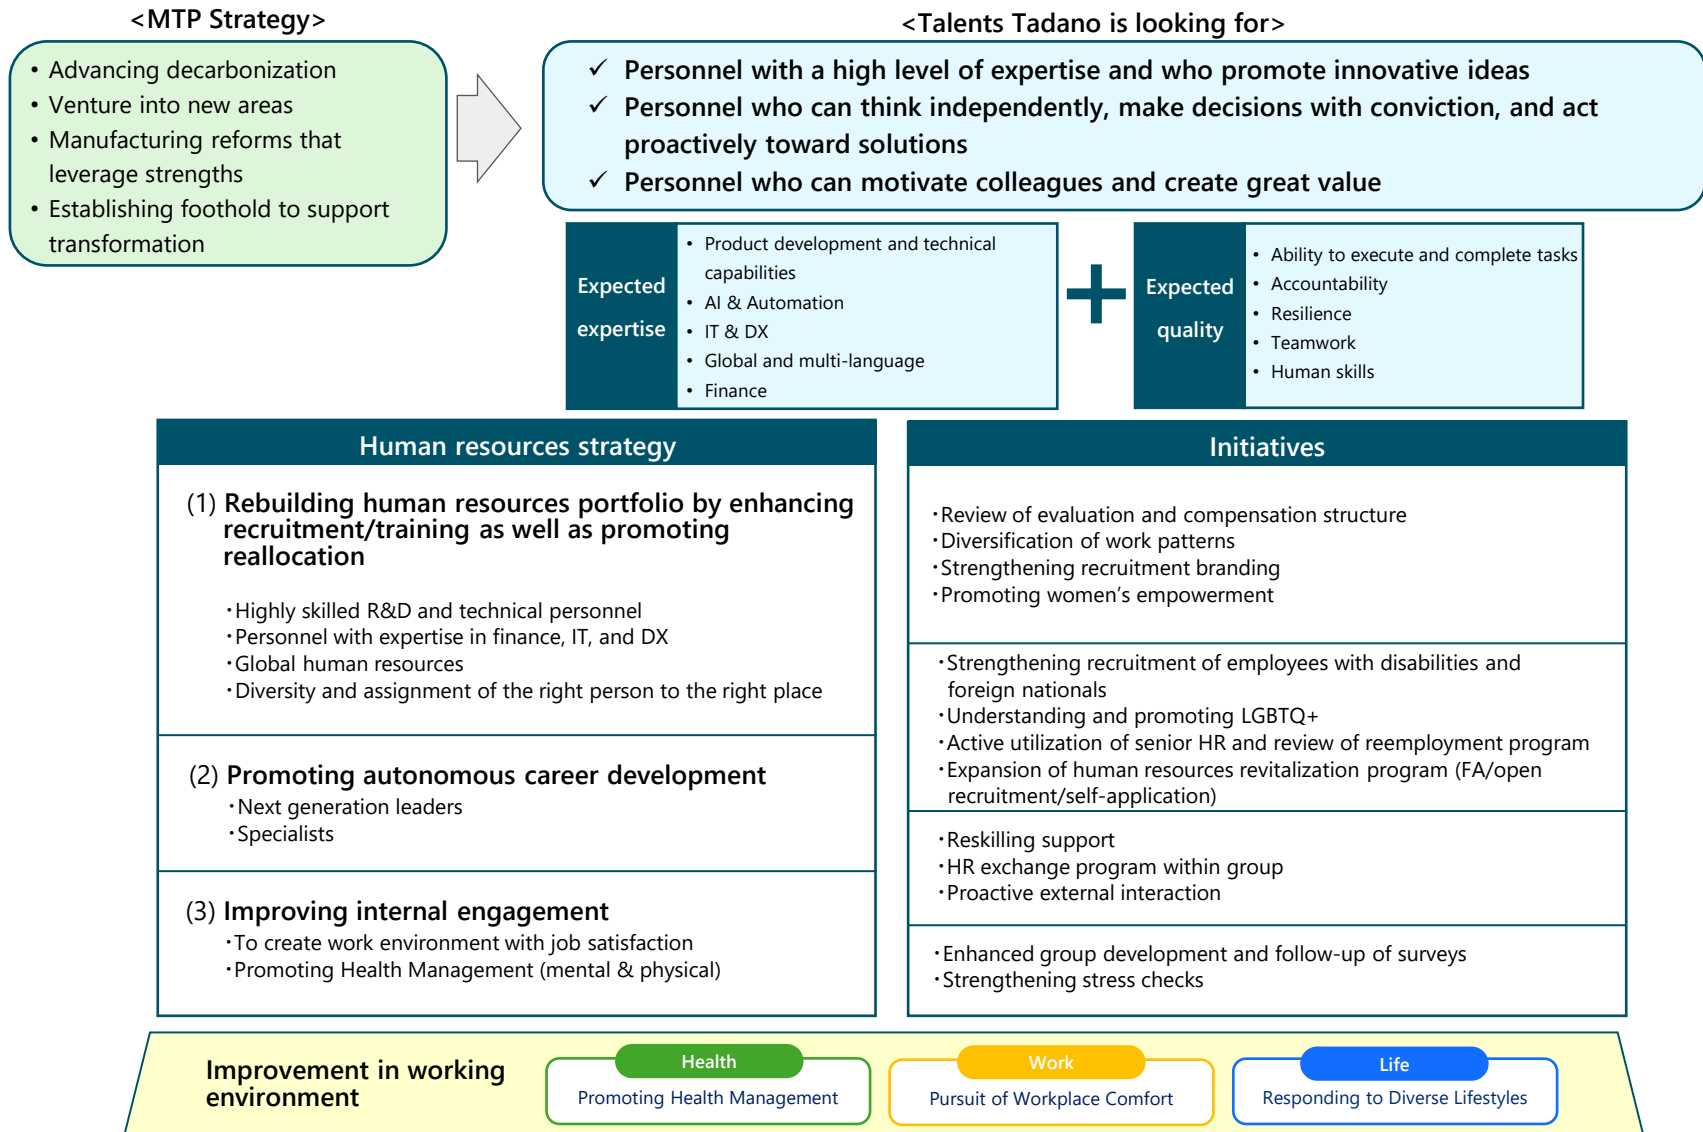 <MTP Strategy>
• Advancing decarbonization
• Venture into new areas
• Manufacturing reforms that
leverage strengths
• Establishing foothold to support
transformation
<Talents Tadano is looking for>
✓ Personnel with a high level of expertise and who promote innovative ideas
✓ Personnel who can think independently, make decisions with conviction, and act
proactively toward solutions
✓ Personnel who can motivate colleagues and create great value
Expected
expertise
• Product development and technical
capabilities
• AI & Automation
• IT & DX
• Global and multi-language
• Finance
+
Expected
quality
• Ability to execute and complete tasks
• Accountability
• Resilience
• Teamwork
• Human skills
Human resources strategy
(1) Rebuilding human resources portfolio by enhancing
recruitment/training as well as promoting
reallocation
・Highly skilled R&D and technical personnel
・Personnel with expertise in finance, IT, and DX
・Global human resources
・Diversity and assignment of the right person to the right place
(2) Promoting autonomous career development
・Next generation leaders
・Specialists
(3) Improving internal engagement
・To create work environment with job satisfaction
・Promoting Health Management (mental & physical)
Initiatives
・Review of evaluation and compensation structure
・Diversification of work patterns
・Strengthening recruitment branding
・Promoting women's empowerment
・Strengthening recruitment of employees with disabilities and
foreign nationals
・Understanding and promoting LGBTQ+
・Active utilization of senior HR and review of reemployment program
・Expansion of human resources revitalization program (FA/open
recruitment/self-application)
・Reskilling support
・HR exchange program within group
・Proactive external interaction
・Enhanced group development and follow-up of surveys
・Strengthening stress checks
Improvement in working
environment
Health
Promoting Health Management
Work
Pursuit of Workplace Comfort
Life
Responding to Diverse Lifestyles